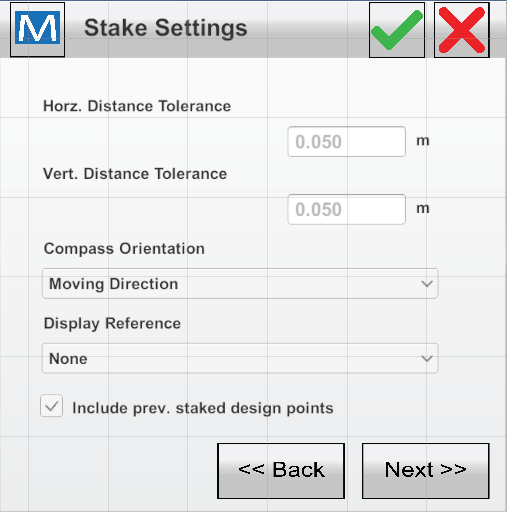 M Stake Settings
Horz. Distance Tolerance
0.050 m
Vert. Distance Tolerance
0.050 m
Compass Orientation
Moving Direction
Display Reference
None
Include prev. staked design points
<< Back Next >>